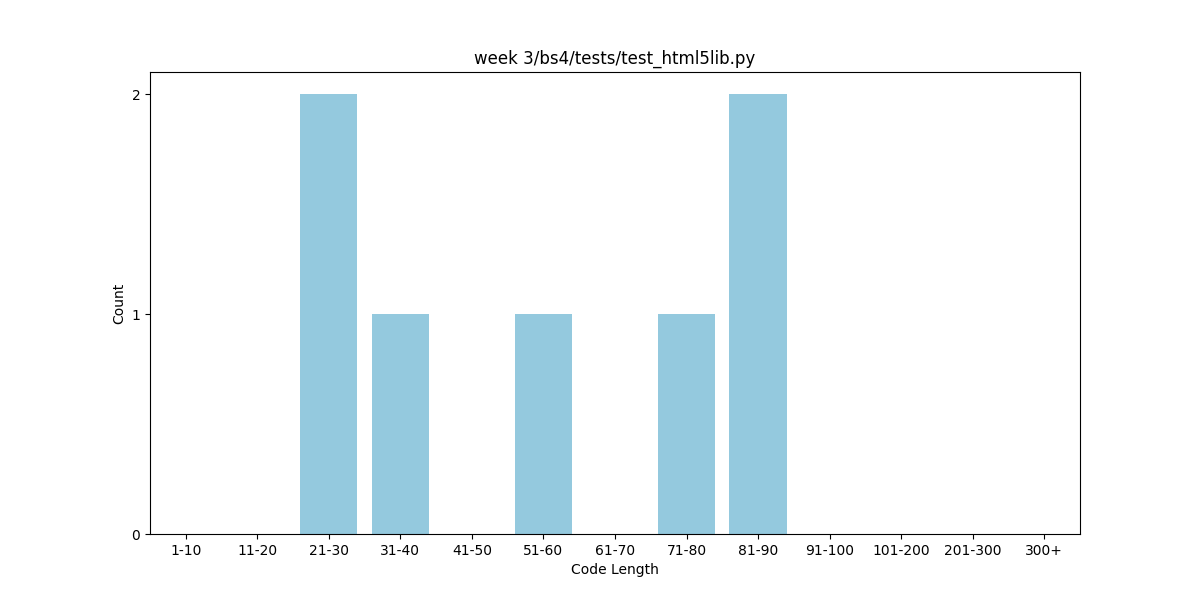 week 3/bs4/tests/test_html5lib.py
Count
2
1
0
1-10 11-20 21-30 31-40 41-50 51-60 61-70 71-80 81-90 91-100 101-200 201-300 300+
Code Length